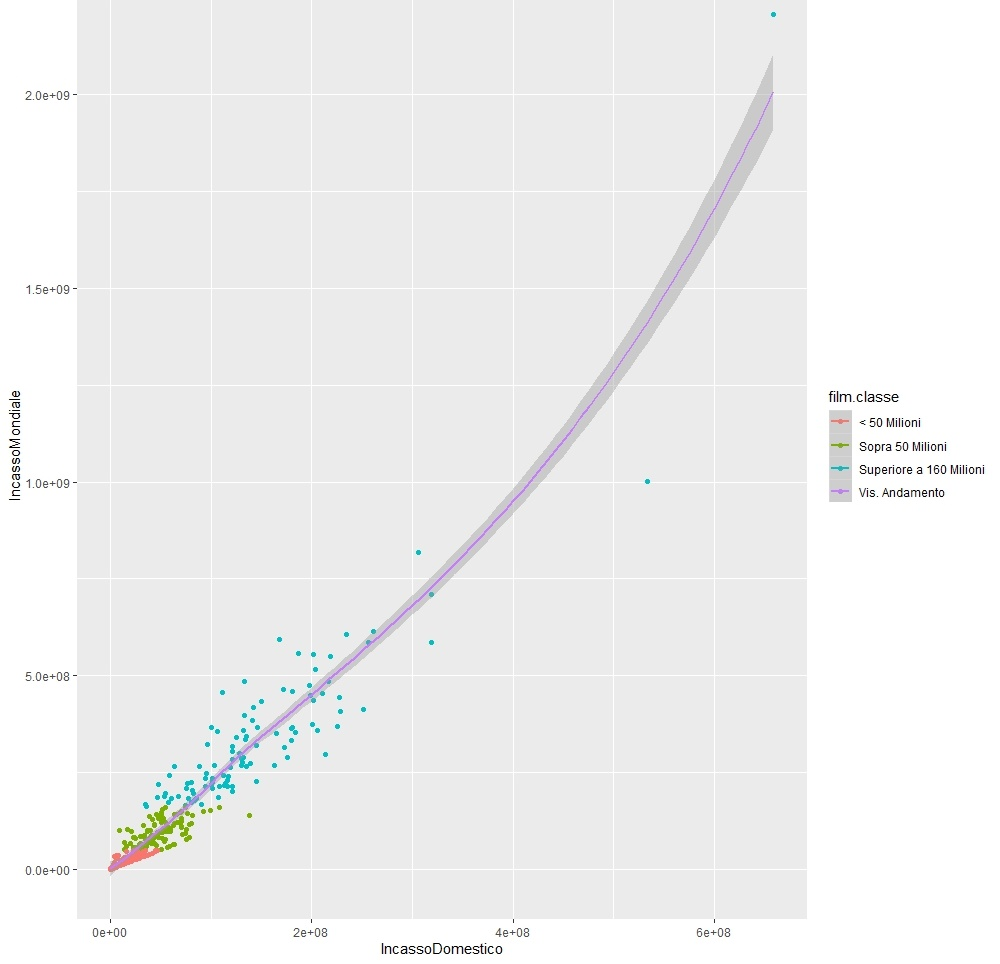 2.0e+09
1.5e+09
1.0e+09
5.0e+08
0.0e+00
IncassoMondiale
0e+00 2e+08 4e+08 6e+08
IncassoDomestico
film.classe
< 50 Milioni
Sopra 50 Milioni
Superiore a 160 Milioni
Vis. Andamento